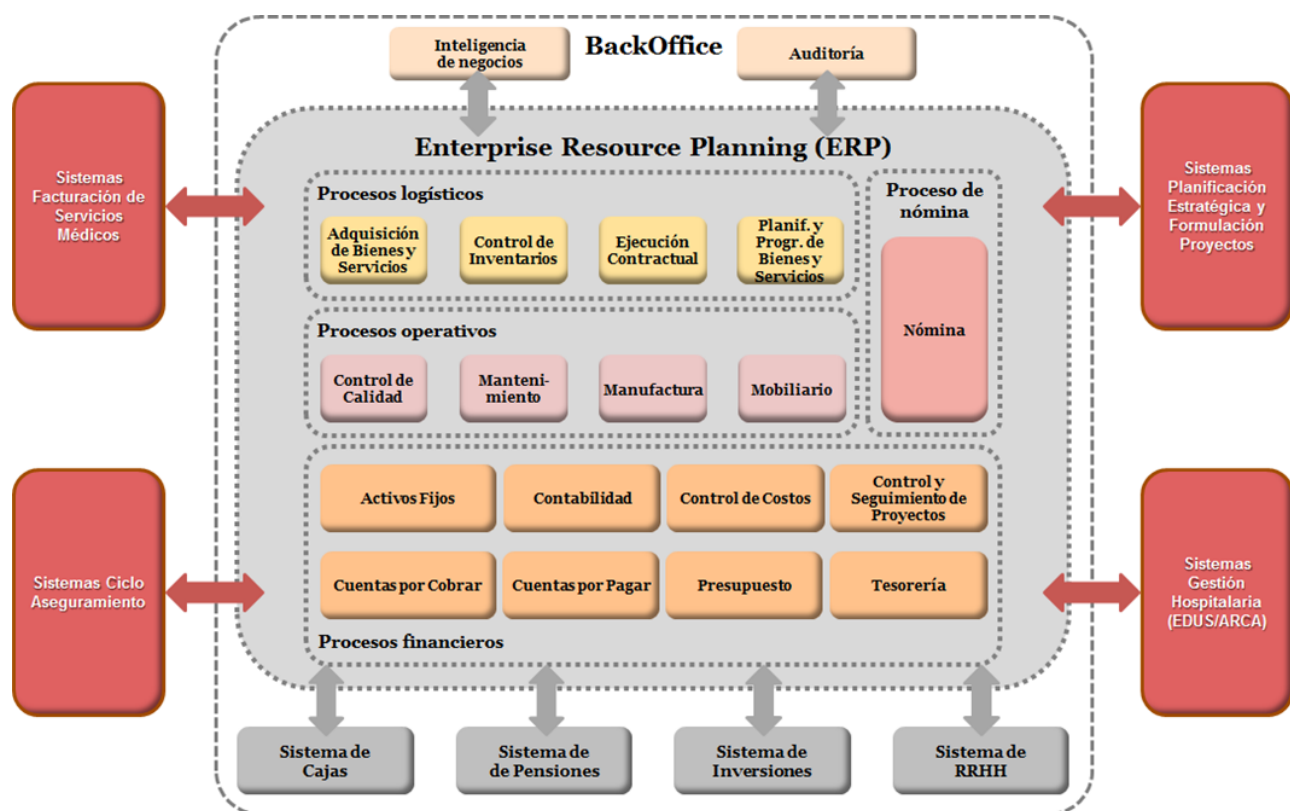 BackOffice
Inteligencia
de negocios
Auditoría
Enterprise Resource Planning (ERP)
Sistemas
Facturación de
Servicios
Médicos
Sistemas
Planificación
Estratégica y
Formulación
Proyectos
Procesos logísticos
Adquisición
de Bienes y
Servicios
Control de
Inventarios
Ejecución
Contractual
Planif. y
Progr. de
Bienes y
Servicios
Proceso de
nómina
Nómina
Procesos operativos
Control de
Calidad
Manteni-
miento
Manufactura
Mobiliario
Activos Fijos
Contabilidad
Control de Costos
Control y
Seguimiento de
Proyectos
Cuentas por Cobrar
Cuentas por Pagar
Presupuesto
Tesorería
Procesos financieros
Sistemas Ciclo
Aseguramiento
Sistemas
Gestión
Hospitalaria
(EDUS/ARCA)
Sistema de
Cajas
Sistema de
de Pensiones
Sistema de
Inversiones
Sistema de
RRHH